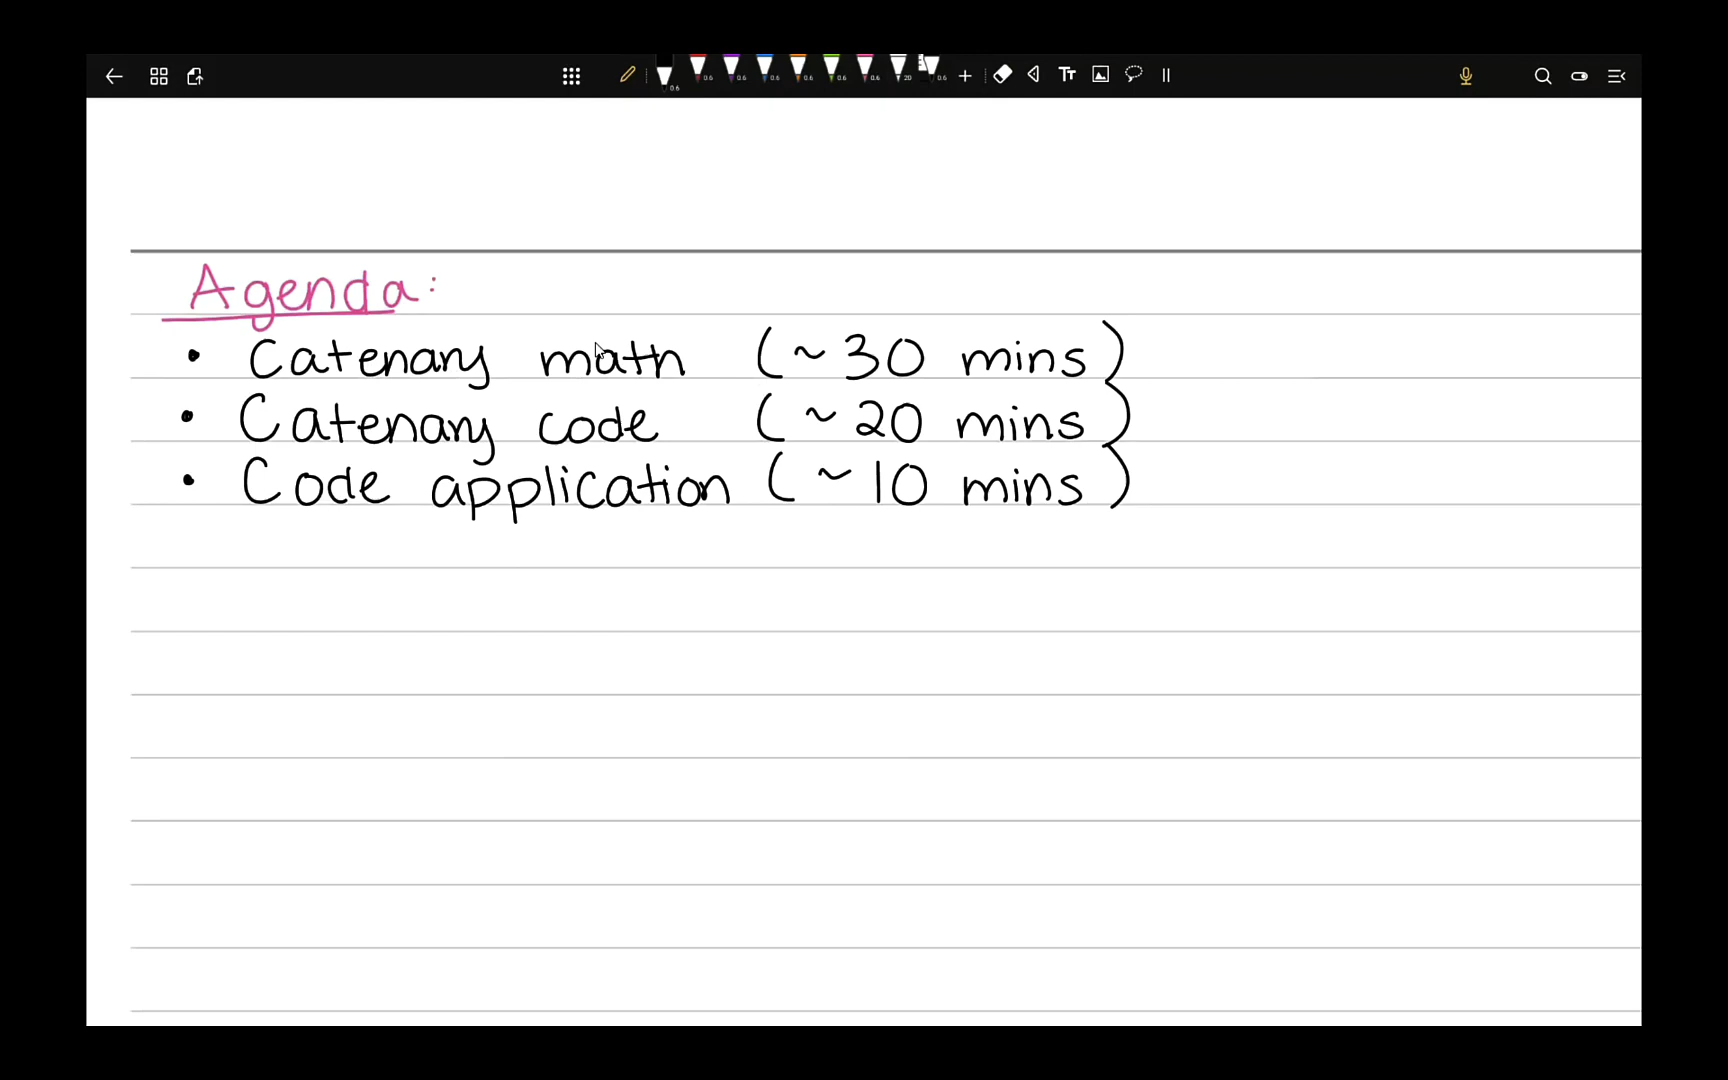 Agenda:
• Catenary math (~30 mins)
• Catenary code (~20 mins)
• Code application (~10 mins)